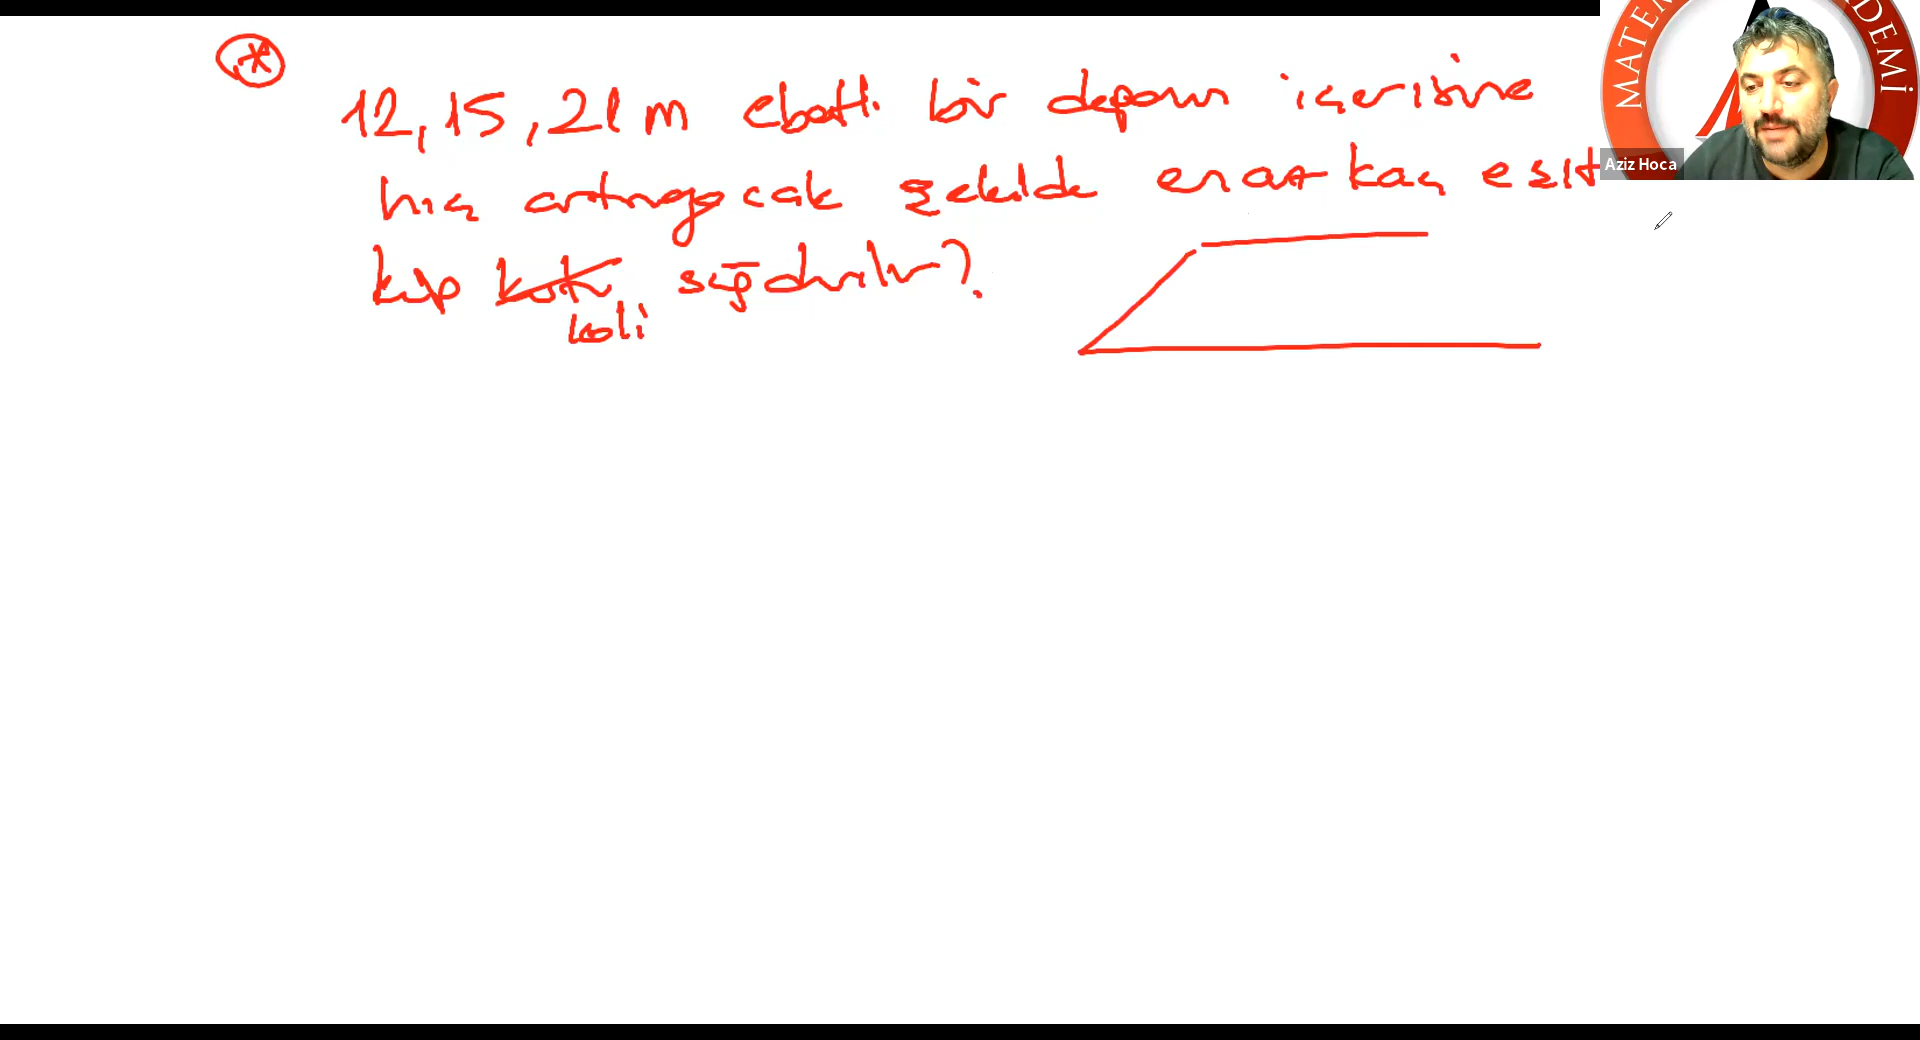 12, 15, 21 m ebatlı bir deponun içerisine
hiç artmayacak şekilde en az kaç eşit
küp kutu sığdırılır?
koli
Aziz Hoca